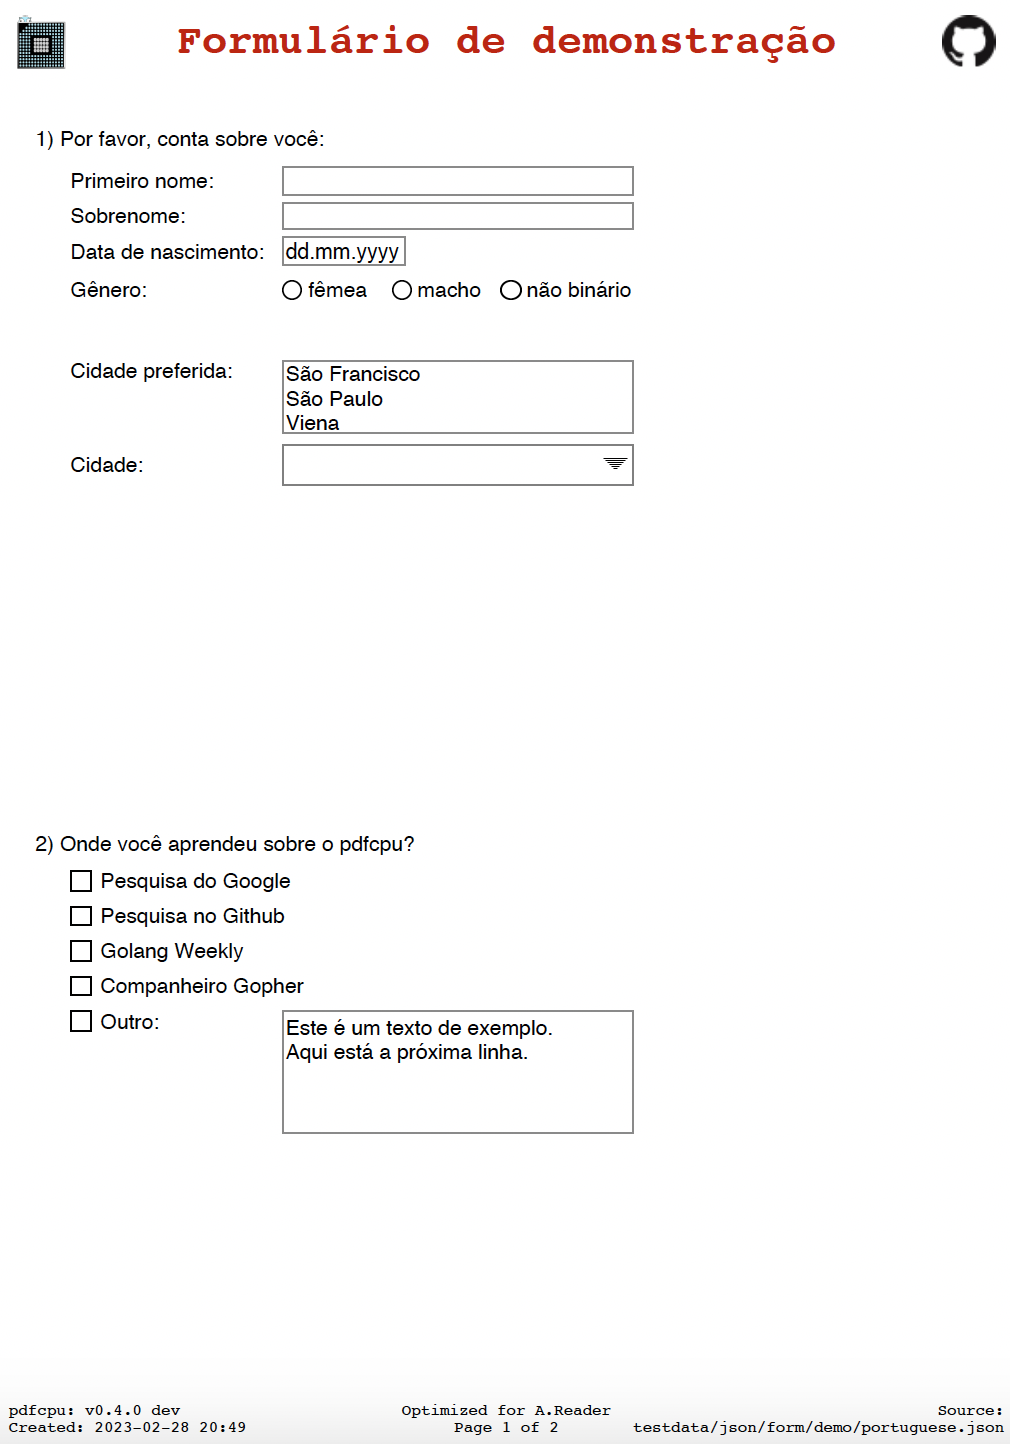 Formulário de demonstração
1) Por favor, conta sobre você:
Primeiro nome:
Sobrenome:
Data de nascimento: dd.mm.yyyy
Gênero: fêmea macho não binário
Cidade preferida: São Francisco
São Paulo
Viena
Cidade:
2) Onde você aprendeu sobre o pdfcpu?
Pesquisa do Google
Pesquisa no Github
Golang Weekly
Companheiro Gopher
Outro: Este é um texto de exemplo.
Aqui está a próxima linha.
pdfcpu: v0.4.0 dev Optimized for A.Reader Source:
Created: 2023-02-28 20:49 Page 1 of 2 testdata/json/form/demo/portuguese.json